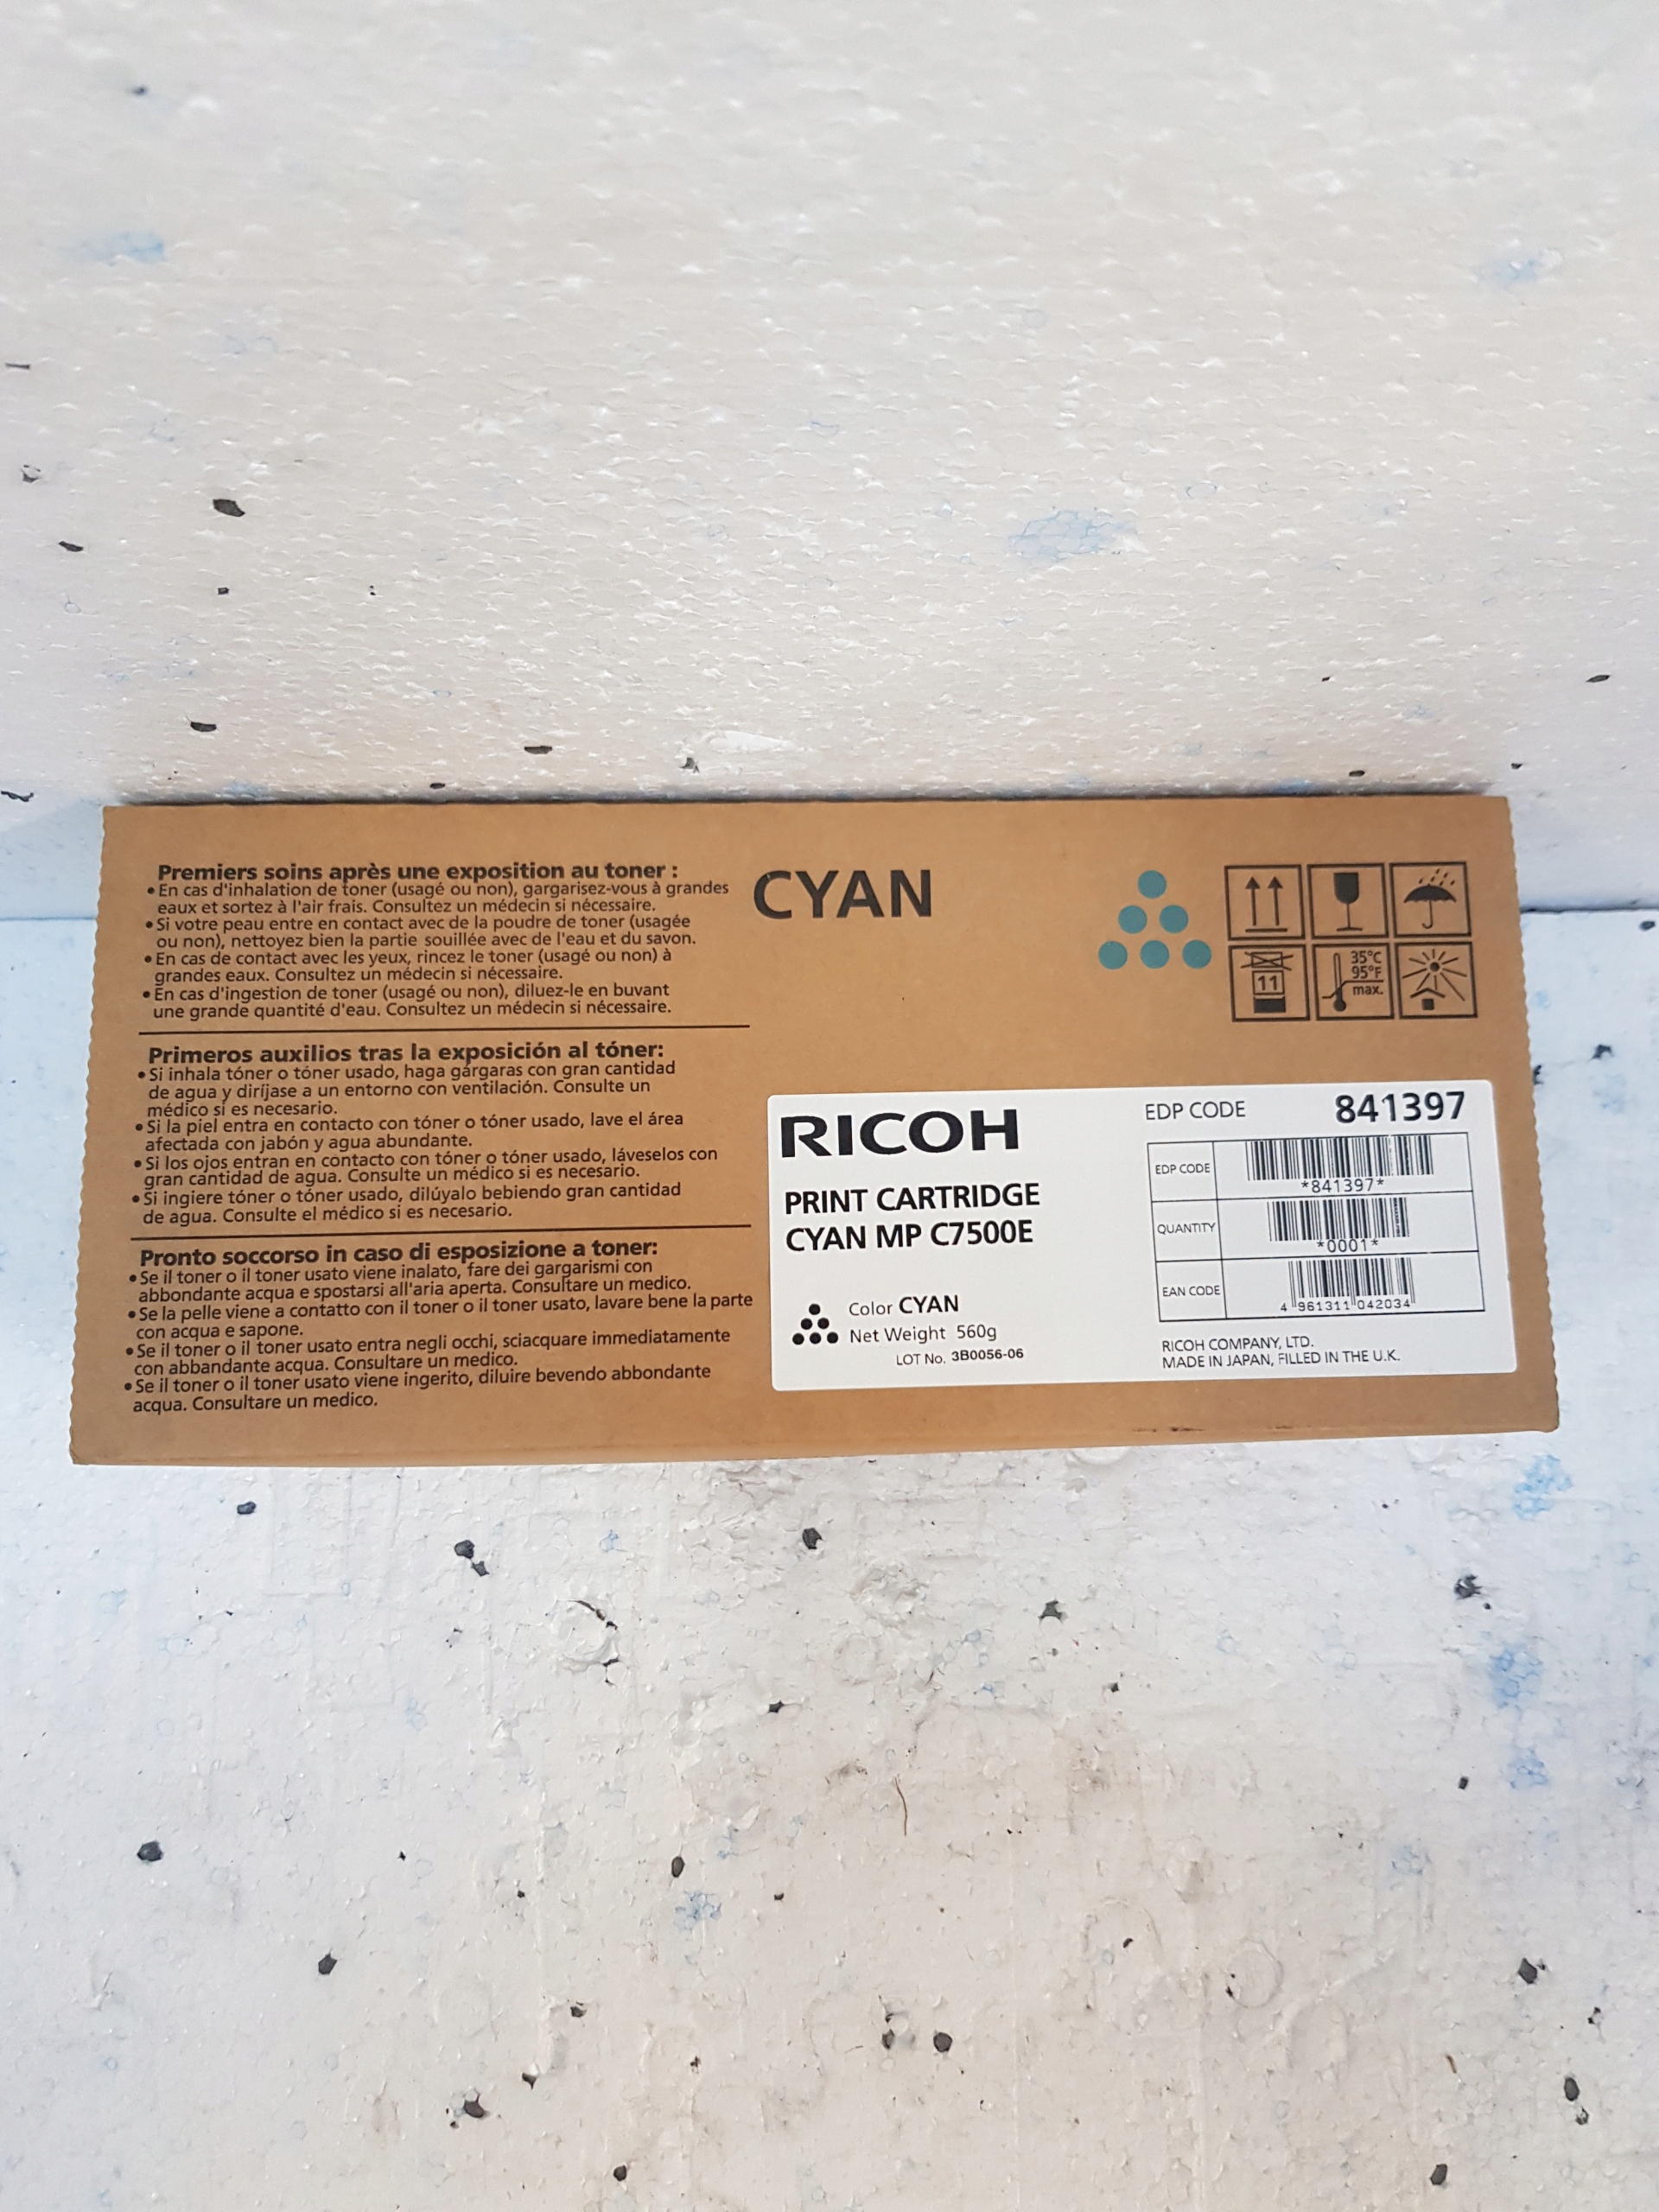 Premiers soins après une exposition au toner :
• En cas d'inhalation de toner (usagé ou non), gargarisez-vous à grandes
eaux et sortez à l'air frais. Consultez un médecin si nécessaire.
• Si votre peau entre en contact avec de la poudre de toner (usagée
ou non), nettoyez bien la partie souillée avec de l'eau et du savon.
• En cas de contact avec les yeux, rincez le toner (usagé ou non) à
grandes eaux. Consultez un médecin si nécessaire.
• En cas d'ingestion de toner (usagé ou non), diluez-le en buvant
une grande quantité d'eau. Consultez un médecin si nécessaire.
Primeros auxilios tras la exposición al tóner:
• Si inhala tóner o tóner usado, haga gárgaras con gran cantidad
de agua y diríjase a un entorno con ventilación. Consulte un
médico si es necesario.
• Si la piel entra en contacto con tóner o tóner usado, lave el área
afectada con jabón y agua abundante.
• Si los ojos entran en contacto con tóner o tóner usado, láveselos con
gran cantidad de agua. Consulte un médico si es necesario.
• Si ingiere tóner o tóner usado, dilúyalo bebiendo gran cantidad
de agua. Consulte el médico si es necesario.
Pronto soccorso in caso di esposizione a toner:
• Se il toner o il toner usato viene inalato, fare dei gargarismi con
abbondante acqua e spostarsi all'aria aperta. Consultare un medico.
• Se la pelle viene a contatto con il toner o il toner usato, lavare bene la parte
con acqua e sapone.
• Se il toner o il toner usato entra negli occhi, sciacquare immediatamente
con abbandante acqua. Consultare un medico.
• Se il toner o il toner usato viene ingerito, diluire bevendo abbondante
acqua. Consultare un medico.
CYAN
11
35°C
95°F
max.
RICOH
PRINT CARTRIDGE
CYAN MP C7500E
Color CYAN
Net Weight 560g
LOT No. 3B0056-06
EDP CODE 841397
EDP CODE
*841397*
QUANTITY
*0001*
EAN CODE
4 961311 042034
RICOH COMPANY, LTD.
MADE IN JAPAN, FILLED IN THE U.K.